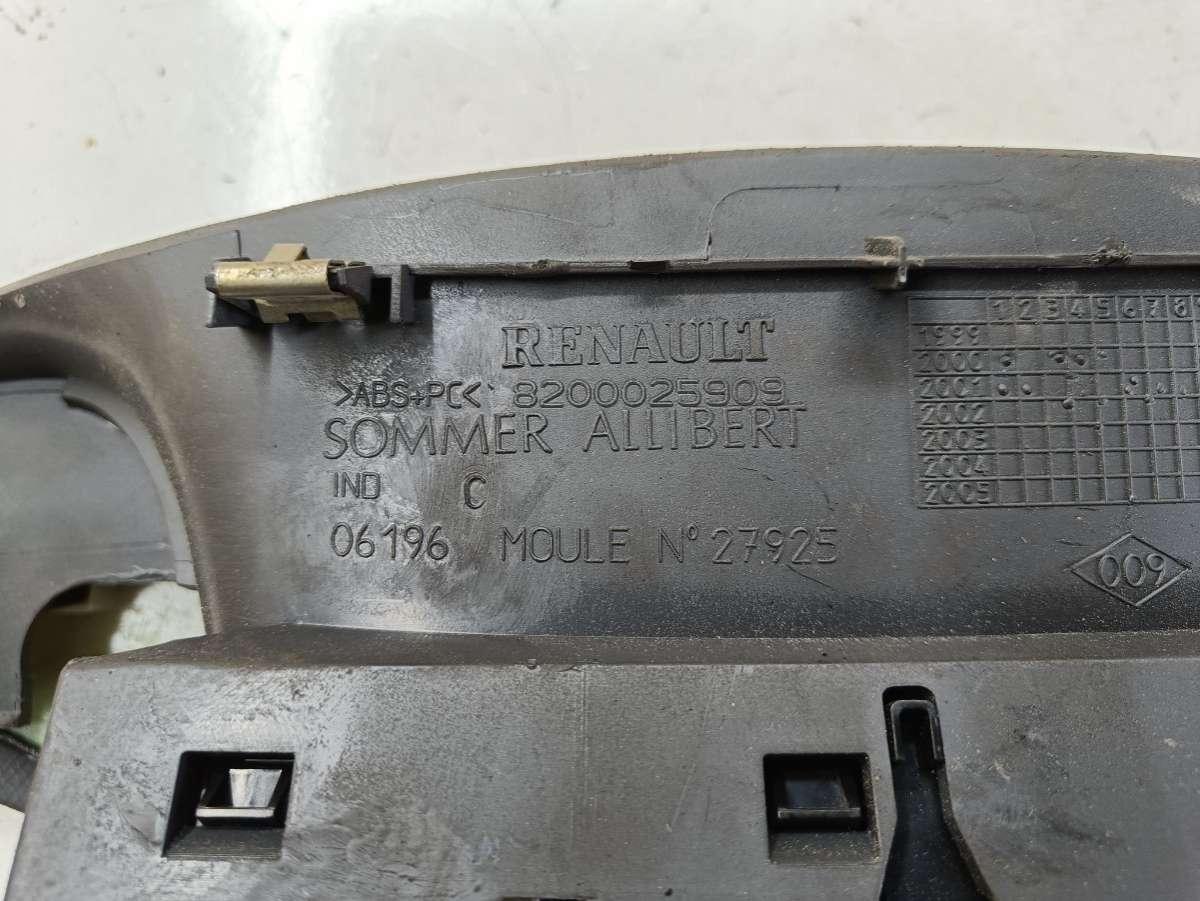 RENAULT
>ABS+PC< 8200025909
SOMMER ALLIBERT
IND C
06196 MOULE Nº 27925
1 2 3 4 5 6 7 8
1999
2000
2001
2002
2003
2004
2005
009